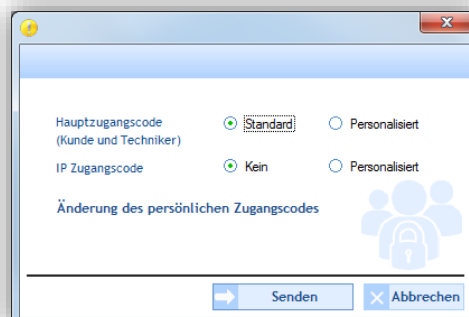 Hauptzugangscode Standard Personalisiert
(Kunde und Techniker)
IP Zugangscode Kein Personalisiert
Änderung des persönlichen Zugangscodes
Senden Abbrechen